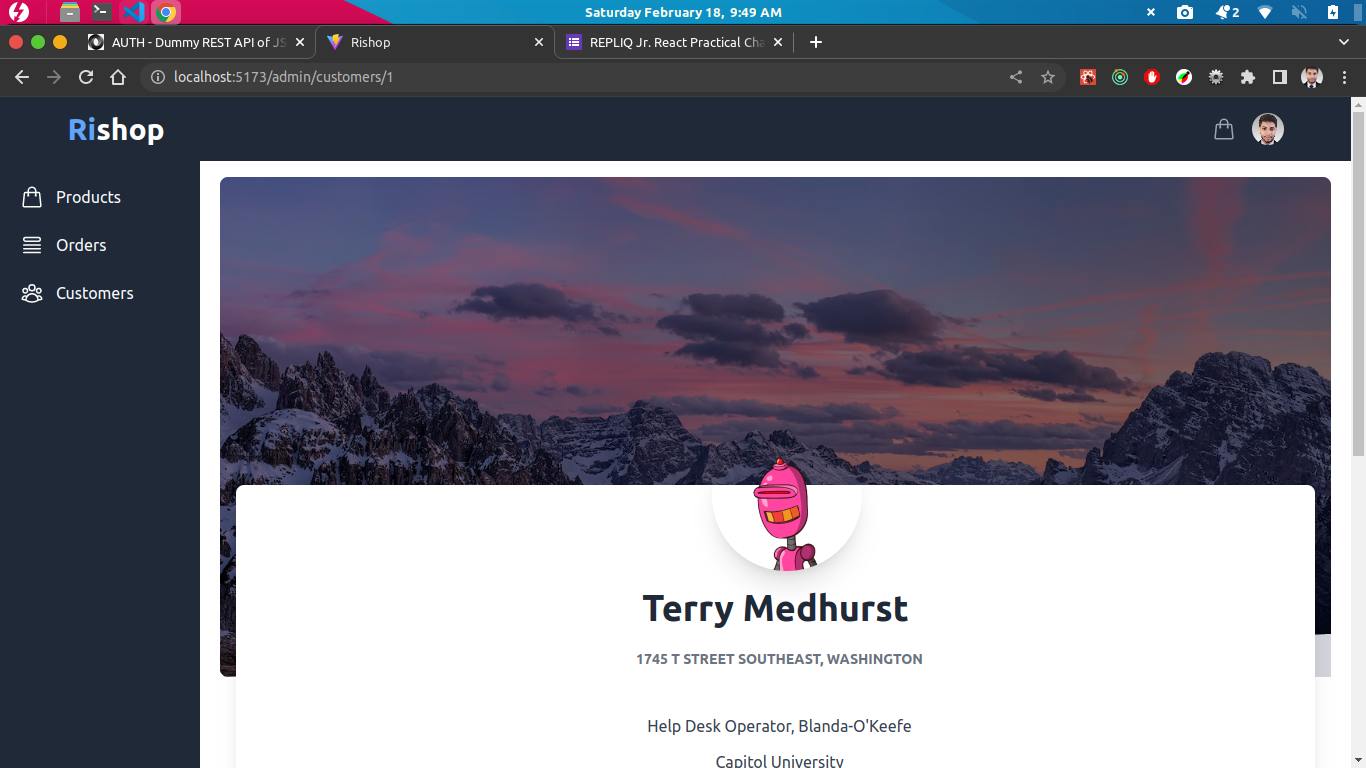 Saturday February 18, 9:49 AM
2
AUTH - Dummy REST API of JS
Rishop
REPLIQ Jr. React Practical Cha
localhost:5173/admin/customers/1
Rishop
Products
Orders
Customers
Terry Medhurst
1745 T STREET SOUTHEAST, WASHINGTON
Help Desk Operator, Blanda-O'Keefe
Capitol University